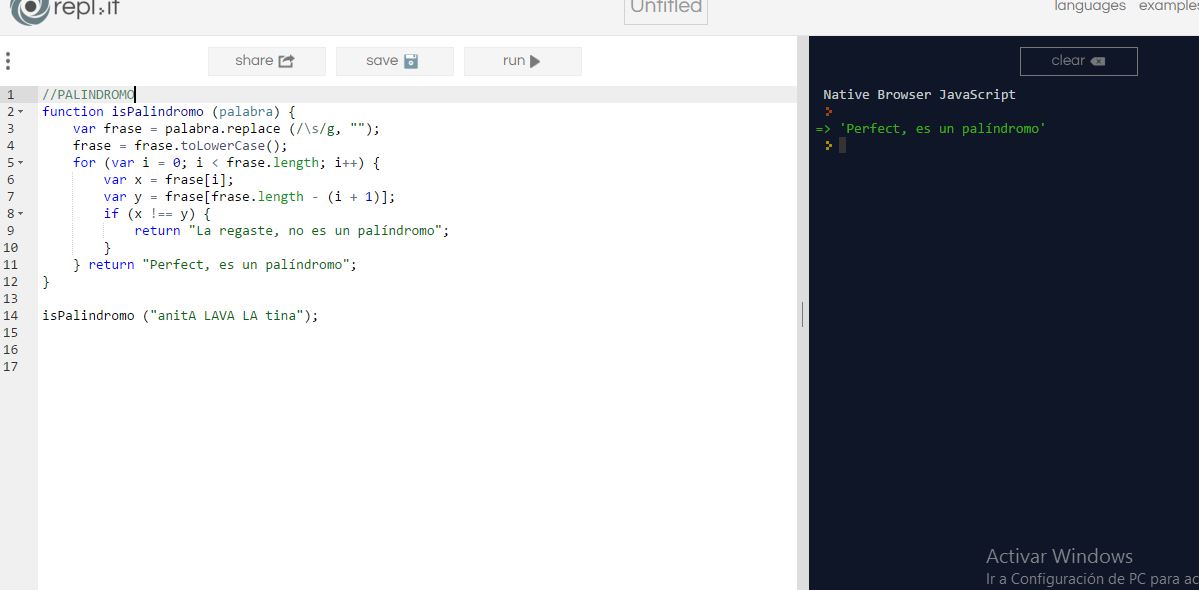 repl.it
Untitled
languages examples
share save run clear
1 //PALINDROMO
2 function isPalindromo (palabra) {
3 var frase = palabra.replace (/\s/g, "");
4 frase = frase.toLowerCase();
5 for (var i = 0; i < frase.length; i++) {
6 var x = frase[i];
7 var y = frase[frase.length - (i + 1)];
8 if (x !== y) {
9 return "La regaste, no es un palíndromo";
10 }
11 } return "Perfect, es un palíndromo";
12 }
13
14 isPalindromo ("anitA LAVA LA tina");
15
16
17
Native Browser JavaScript
=> 'Perfect, es un palíndromo'
Activar Windows
Ir a Configuración de PC para ac